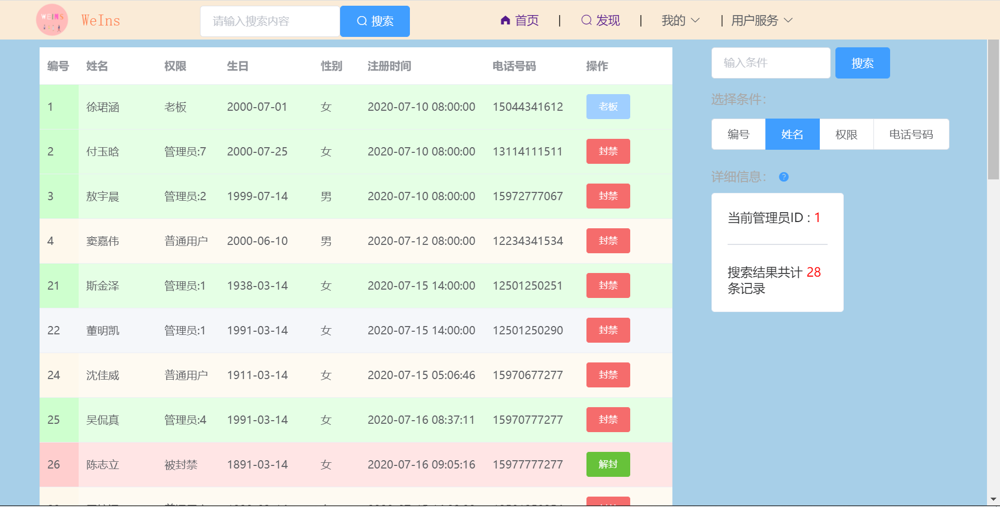 WEINS
WeIns
请输入搜索内容
搜索
首页 | 发现 | 我的 | 用户服务
编号 姓名 权限 生日 性别 注册时间 电话号码 操作
1 徐珺涵 老板 2000-07-01 女 2020-07-10 08:00:00 15044341612 老板
2 付玉晗 管理员:7 2000-07-25 女 2020-07-10 08:00:00 13114111511 封禁
3 敖宇晨 管理员:2 1999-07-14 男 2020-07-10 08:00:00 15972777067 封禁
4 窦嘉伟 普通用户 2000-06-10 男 2020-07-12 08:00:00 12234341534 封禁
21 斯金泽 管理员:1 1938-03-14 女 2020-07-15 14:00:00 12501250251 封禁
22 董明凯 管理员:1 1991-03-14 女 2020-07-15 14:00:00 12501250290 封禁
24 沈佳威 普通用户 1911-03-14 女 2020-07-15 05:06:46 15970677277 封禁
25 吴侃真 管理员:4 1991-03-14 女 2020-07-16 08:37:11 15970777277 封禁
26 陈志立 被封禁 1891-03-14 女 2020-07-16 09:05:16 15977777277 解封
输入条件
搜索
选择条件：
编号 姓名 权限 电话号码
详细信息： ?
当前管理员ID : 1
搜索结果共计 28
条记录